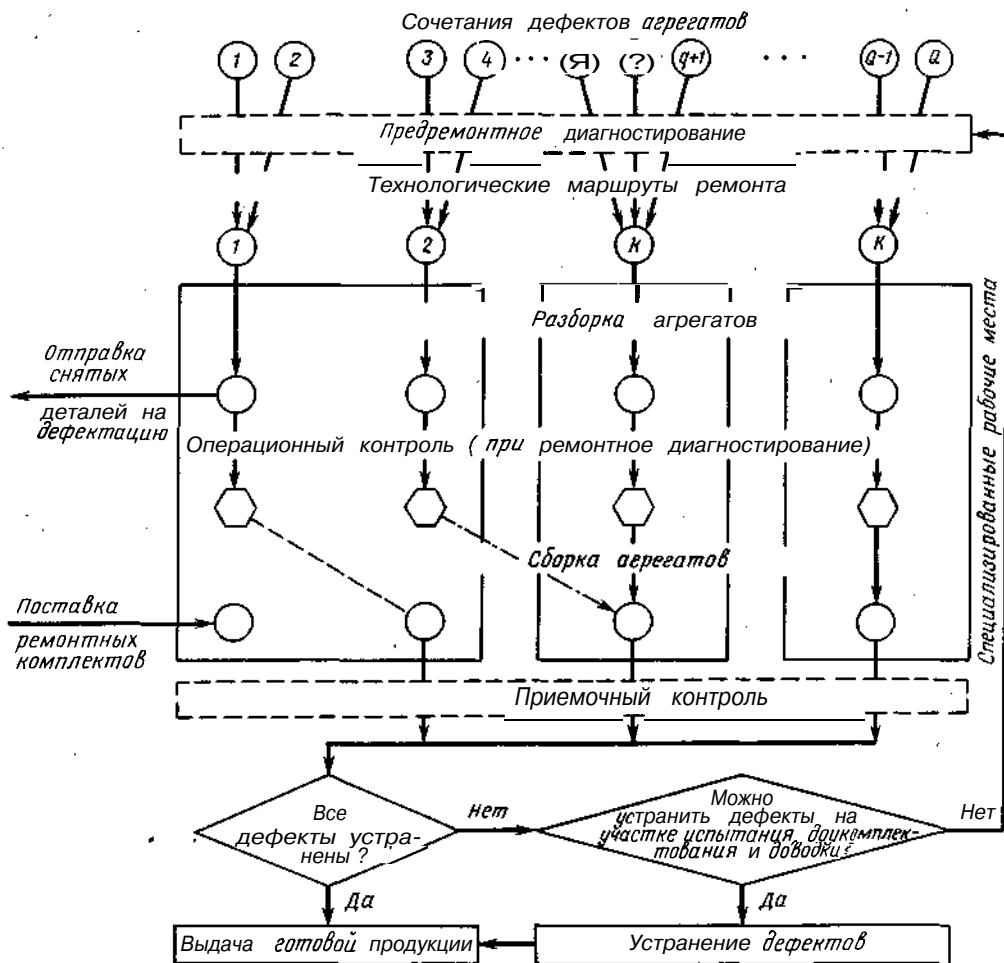 Сочетания дефектов агрегатов
1 2 3 4 ... (Я) (?) q+1 ... Q-1 Q
Предремонтное диагностирование
Технологические маршруты ремонта
1 2 К К
Разборка агрегатов
Отправка
снятых
деталей на
дефектацию
Операционный контроль ( при ремонтное диагностирование)
Сборка агрегатов
Поставка
ремонтных
комплектов
Специализированные рабочие места
Приемочный контроль
Все
дефекты устра-
нены ?
Нет
Можно
устранить дефекты на
участке испытания, доукомплек-
тования и доводки?
Нет
Да
Да
Выдача готовой продукции
Устранение дефектов